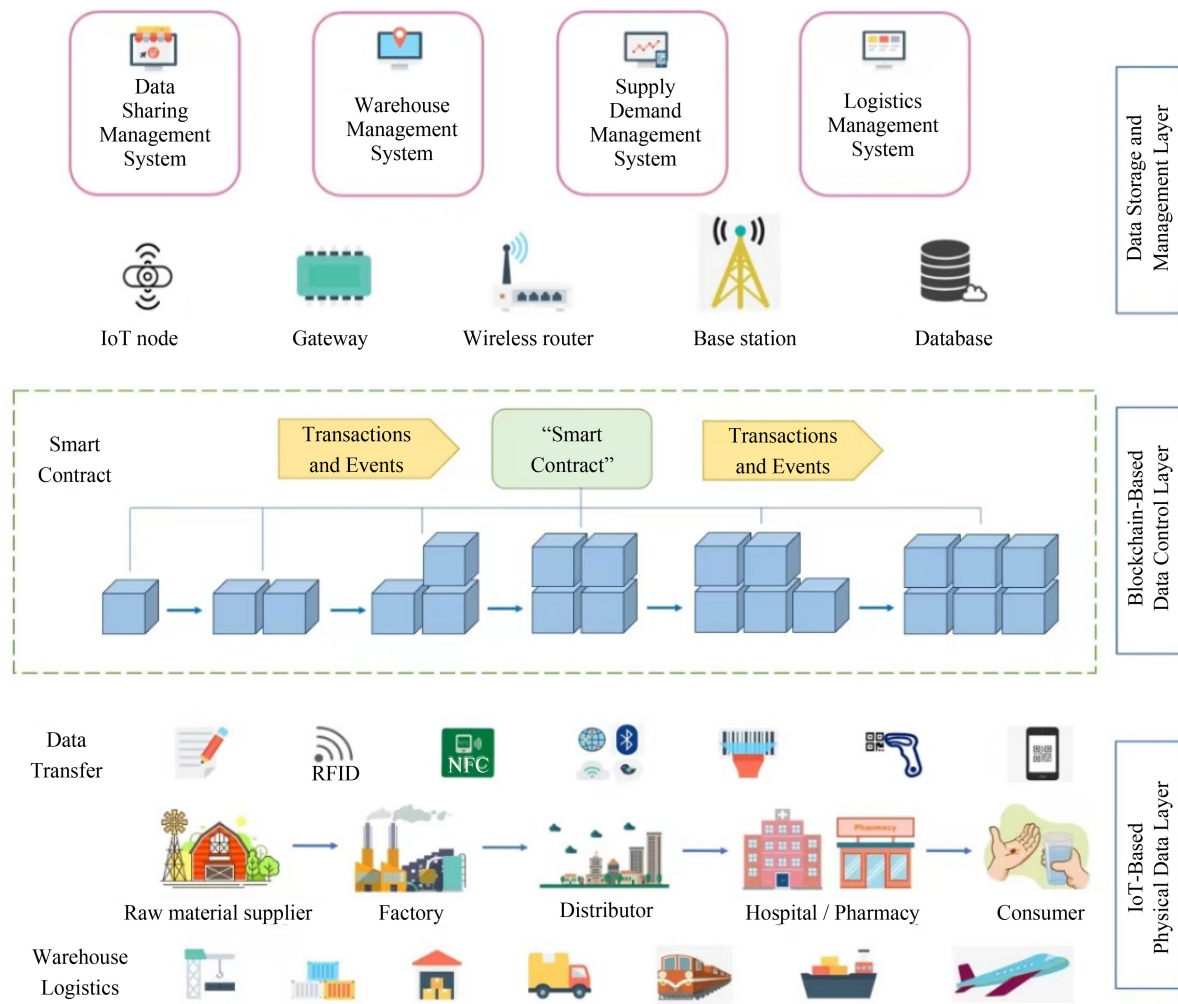 Data
Sharing
Management
System
Warehouse
Management
System
Supply
Demand
Management
System
Logistics
Management
System
Data Storage and
Management Layer
IoT node
Gateway
Wireless router
Base station
Database
Smart
Contract
Transactions
and Events
“Smart
Contract”
Transactions
and Events
Blockchain-Based
Data Control Layer
Data
Transfer
RFID
NFC
Pharmacy
Raw material supplier
Factory
Distributor
Hospital / Pharmacy
Consumer
IoT-Based
Physical Data Layer
Warehouse
Logistics